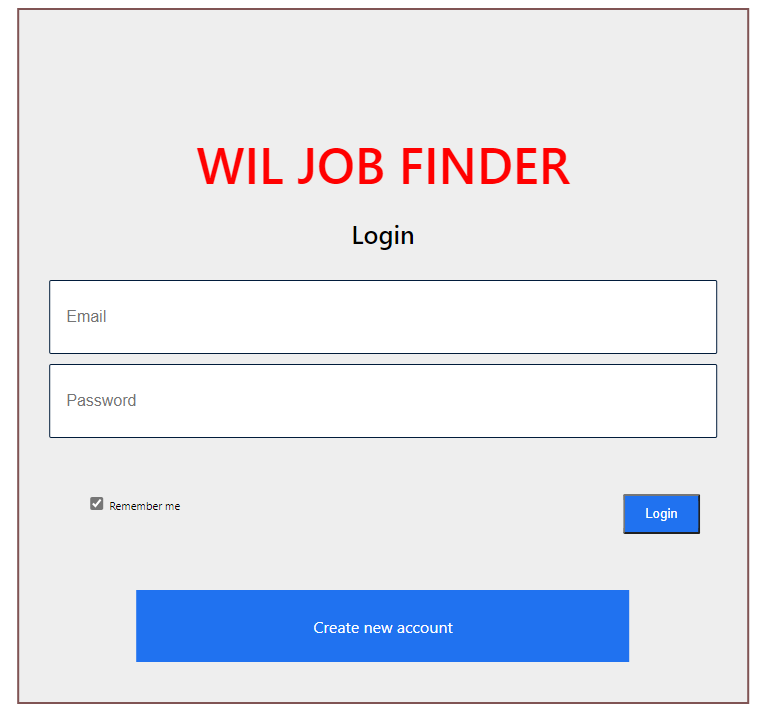 WIL JOB FINDER
Login
Email
Password
Remember me
Login
Create new account